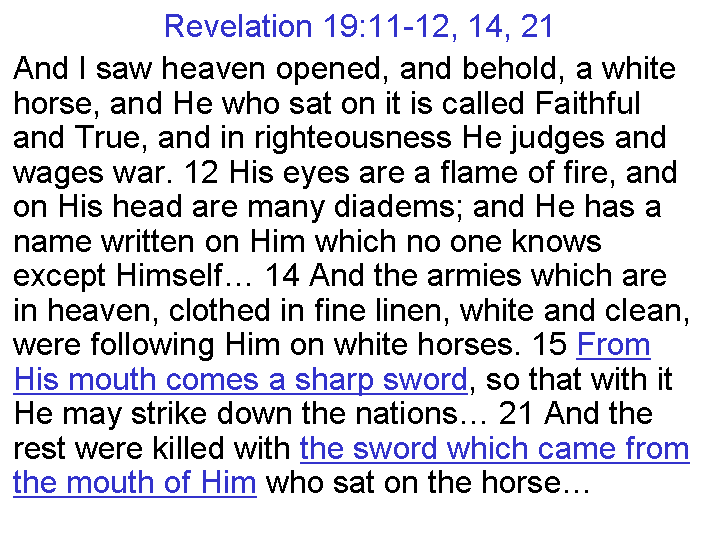 Revelation 19:11-12, 14, 21
And I saw heaven opened, and behold, a white
horse, and He who sat on it is called Faithful
and True, and in righteousness He judges and
wages war. 12 His eyes are a flame of fire, and
on His head are many diadems; and He has a
name written on Him which no one knows
except Himself… 14 And the armies which are
in heaven, clothed in fine linen, white and clean,
were following Him on white horses. 15 From
His mouth comes a sharp sword, so that with it
He may strike down the nations… 21 And the
rest were killed with the sword which came from
the mouth of Him who sat on the horse…